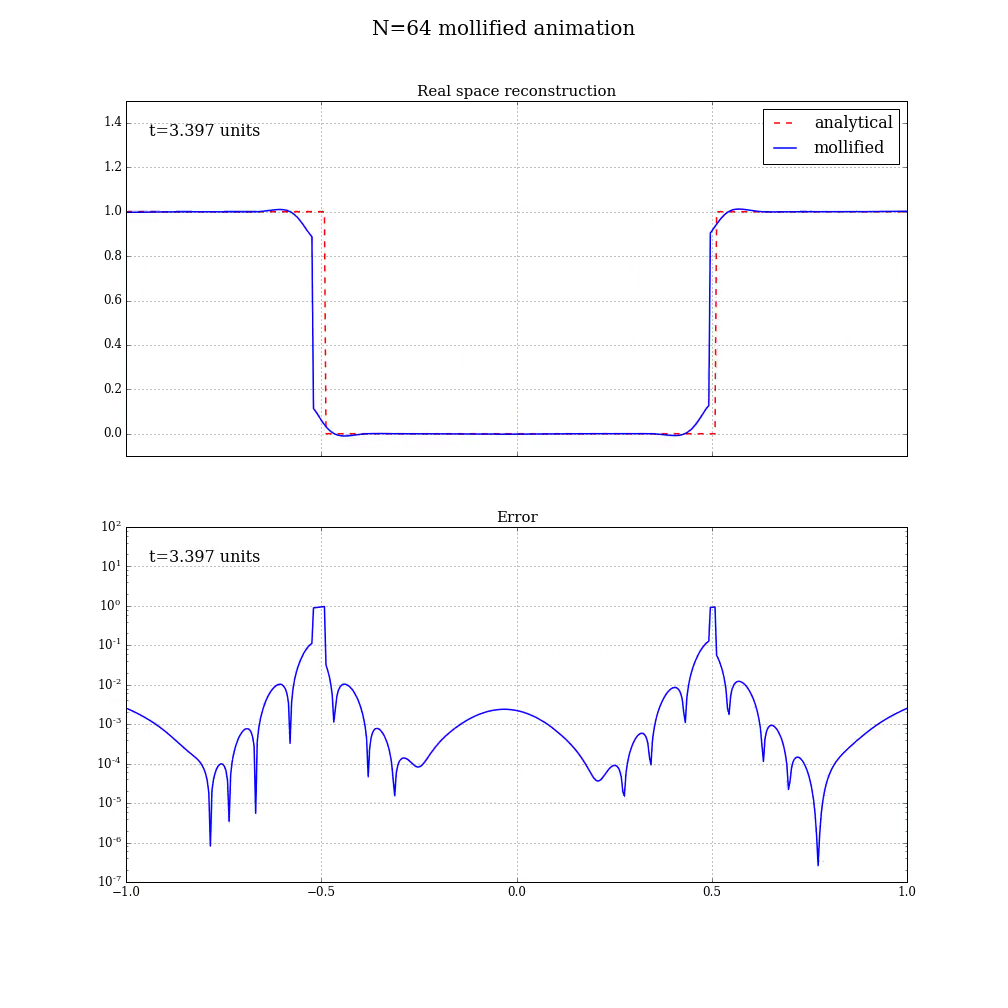 N=64 mollified animation
Real space reconstruction
t=3.397 units
analytical
mollified
1.4
1.2
1.0
0.8
0.6
0.4
0.2
0.0
Error
t=3.397 units
10²
10¹
10⁰
10⁻¹
10⁻²
10⁻³
10⁻⁴
10⁻⁵
10⁻⁶
10⁻⁷
−1.0 −0.5 0.0 0.5 1.0